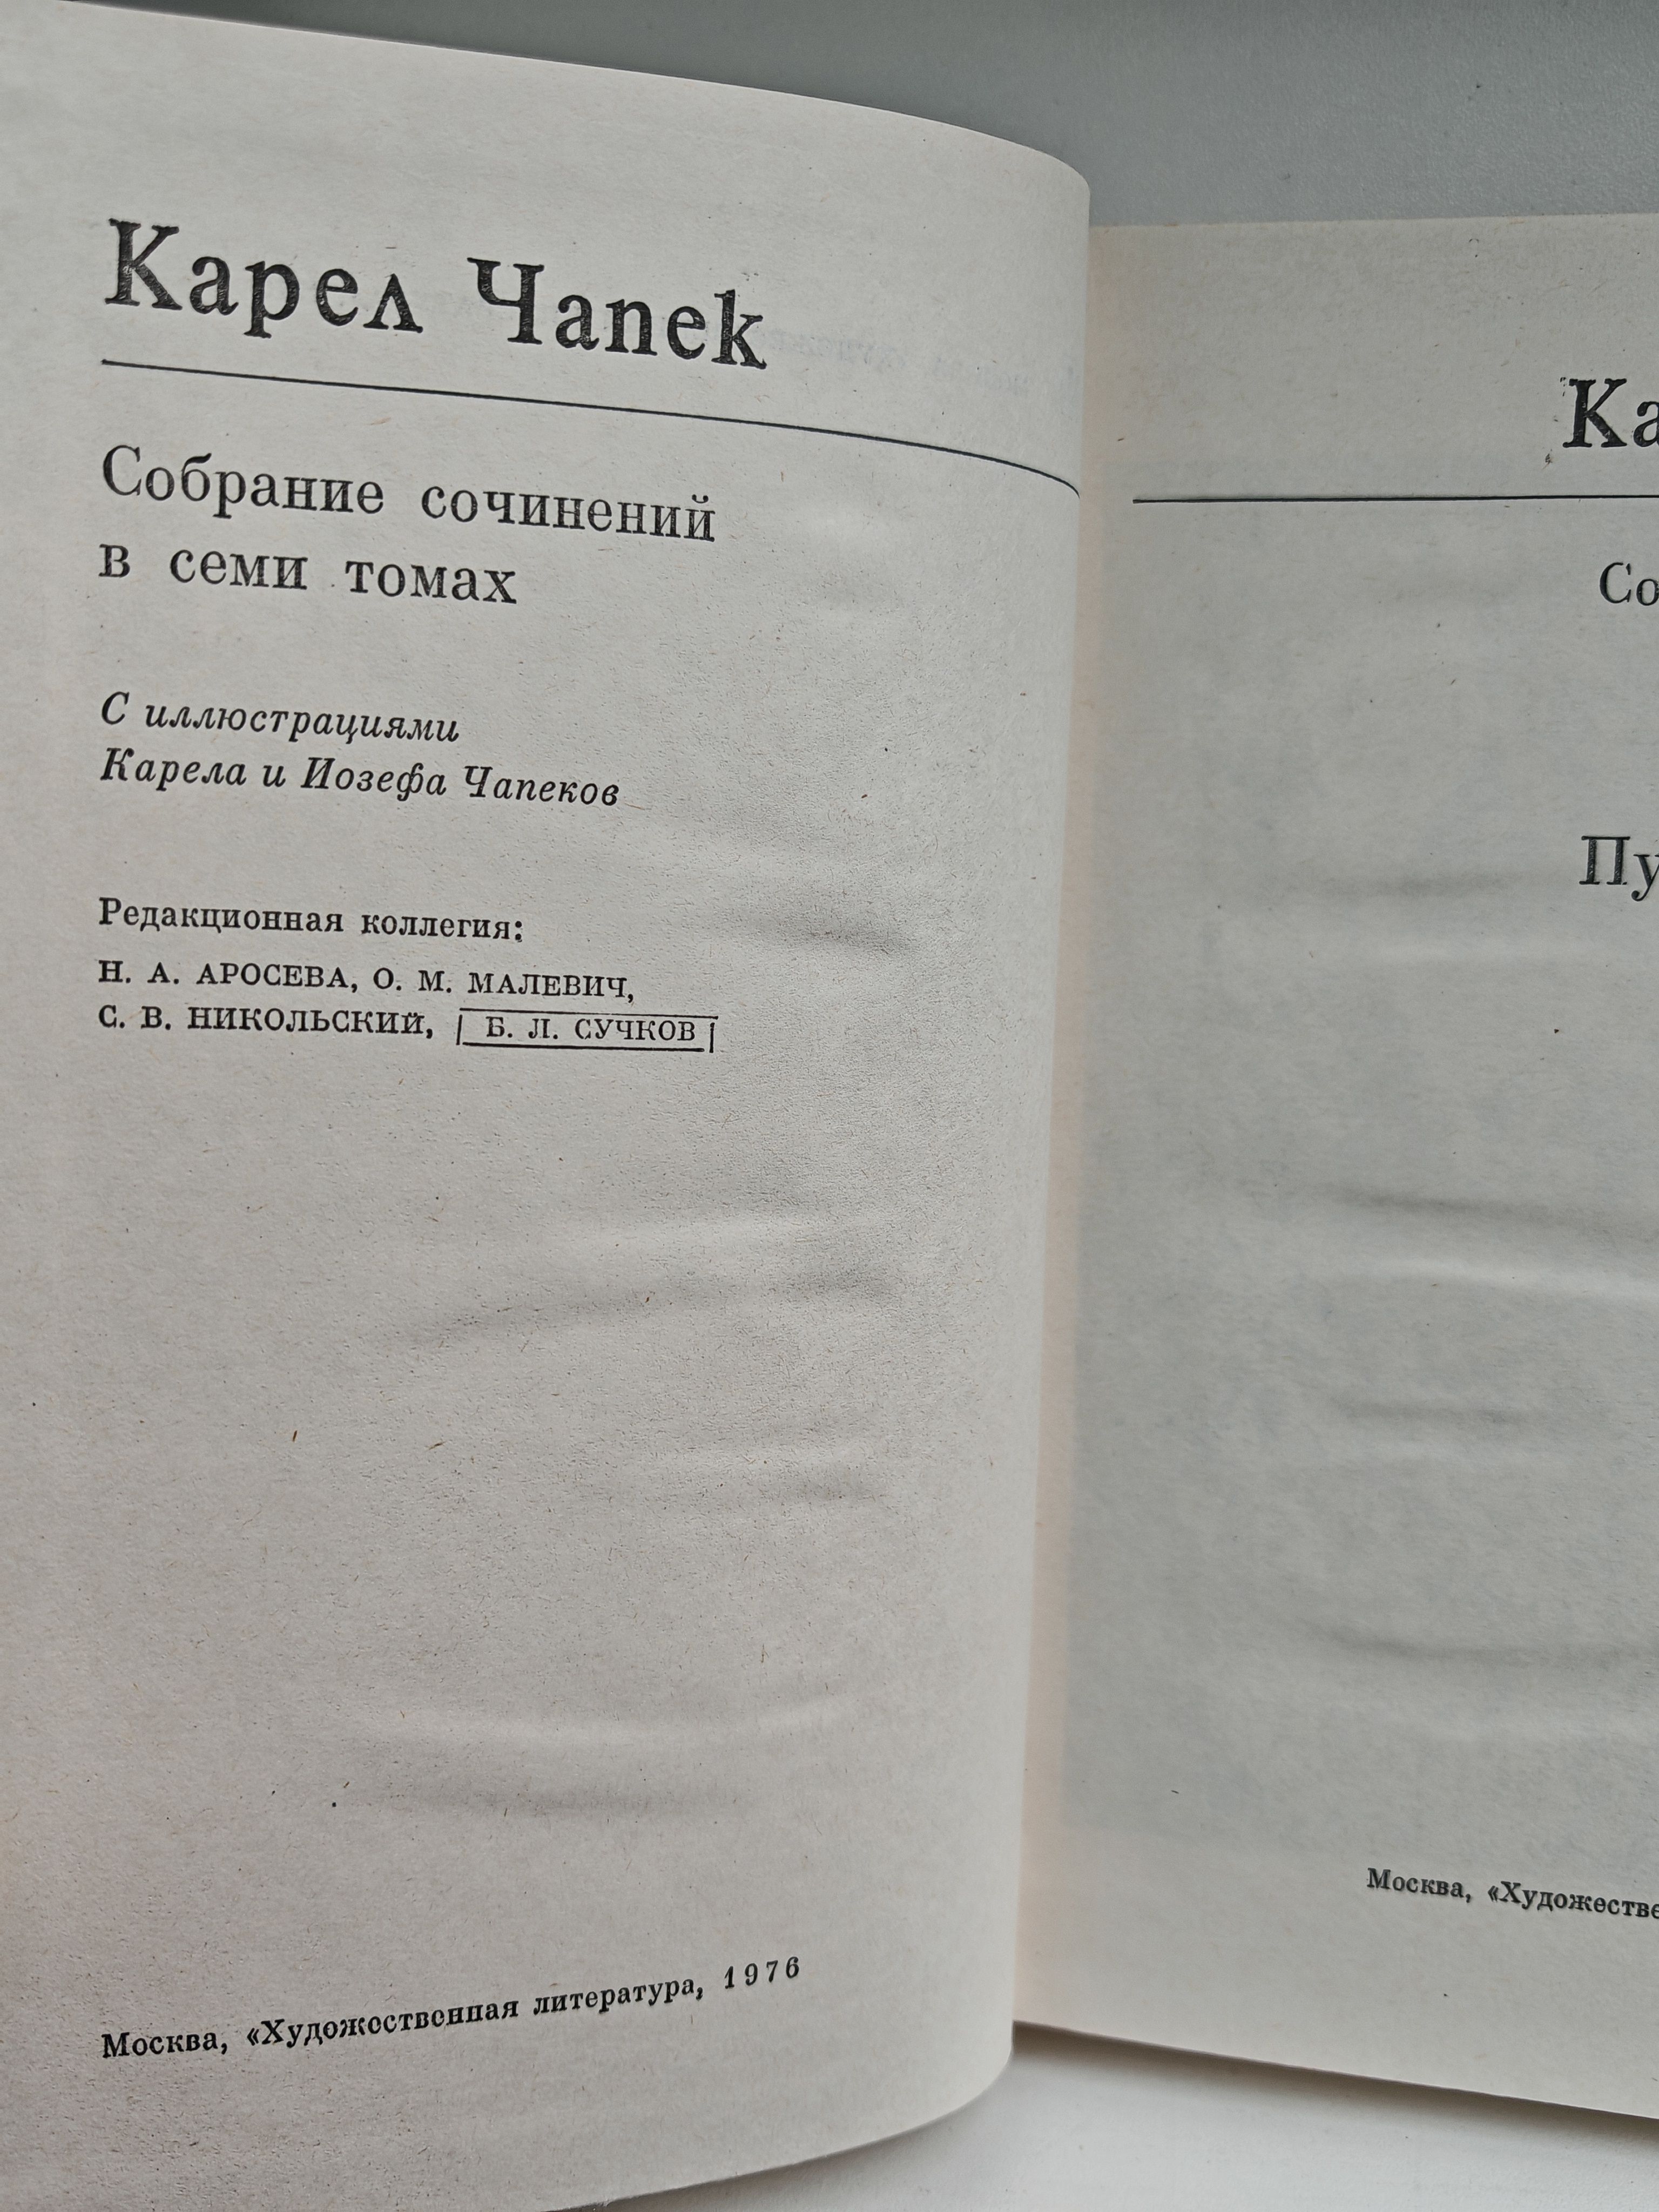 Карел Чапек
Собрание сочинений
в семи томах
С иллюстрациями
Карела и Иозефа Чапеков
Редакционная коллегия:
Н. А. АРОСЕВА, О. М. МАЛЕВИЧ,
С. В. НИКОЛЬСКИЙ, Б. Л. СУЧКОВ
Москва, «Художественная литература, 1976
Ка
Со
Пу
Москва, «Художестве